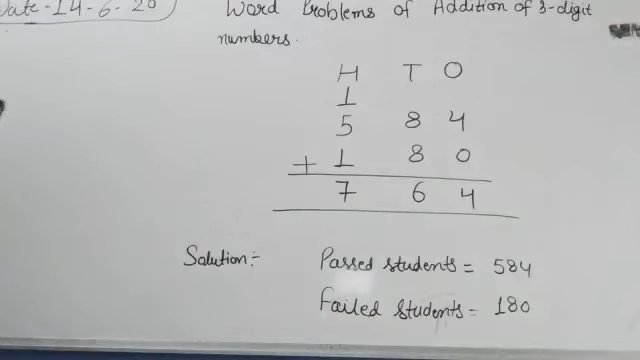 Date - 14 - 6 - 20
Word Problems of Addition of 3-digit
numbers.
H T O
1
5 8 4
+ 1 8 0
7 6 4
Solution :- Passed students = 584
Failed students = 180